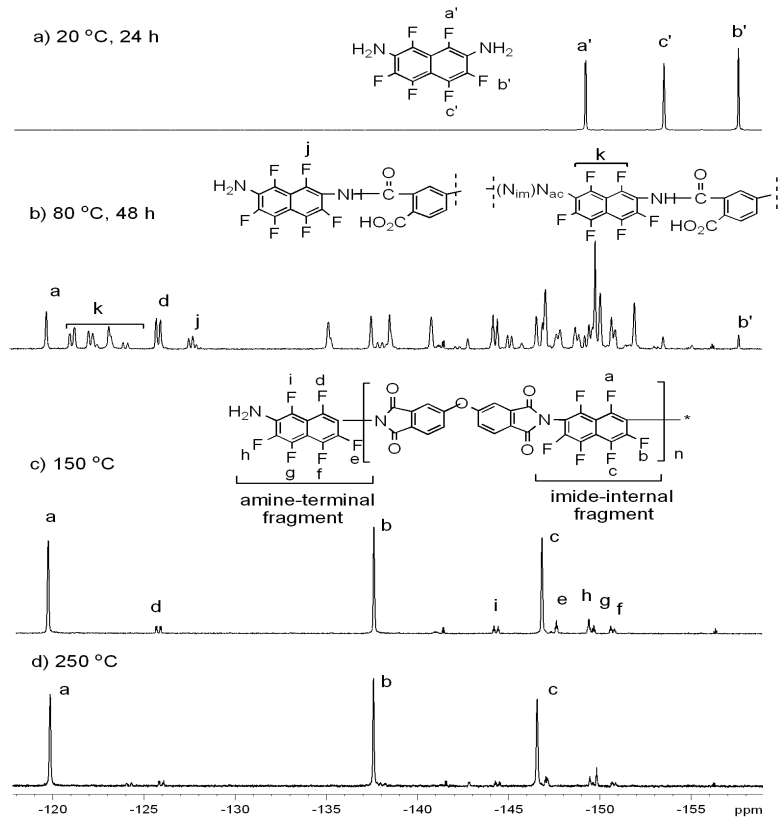 a) 20 °C, 24 h
a'
H₂N F F NH₂
F F F F b'
c'
a' c' b'
j
k
H₂N F F NH C O
F F F F HO₂C
(Nim)Nac F F NH C O
F F F F HO₂C
b) 80 °C, 48 h
a k d j b'
i d a
H₂N F F N O O O O O N F F *
h F F F F e F F F F b n
g f c
c) 150 °C
amine-terminal
fragment
imide-internal
fragment
a d b i c e h g f
d) 250 °C
a b c
-120 -125 -130 -135 -140 -145 -150 -155 ppm